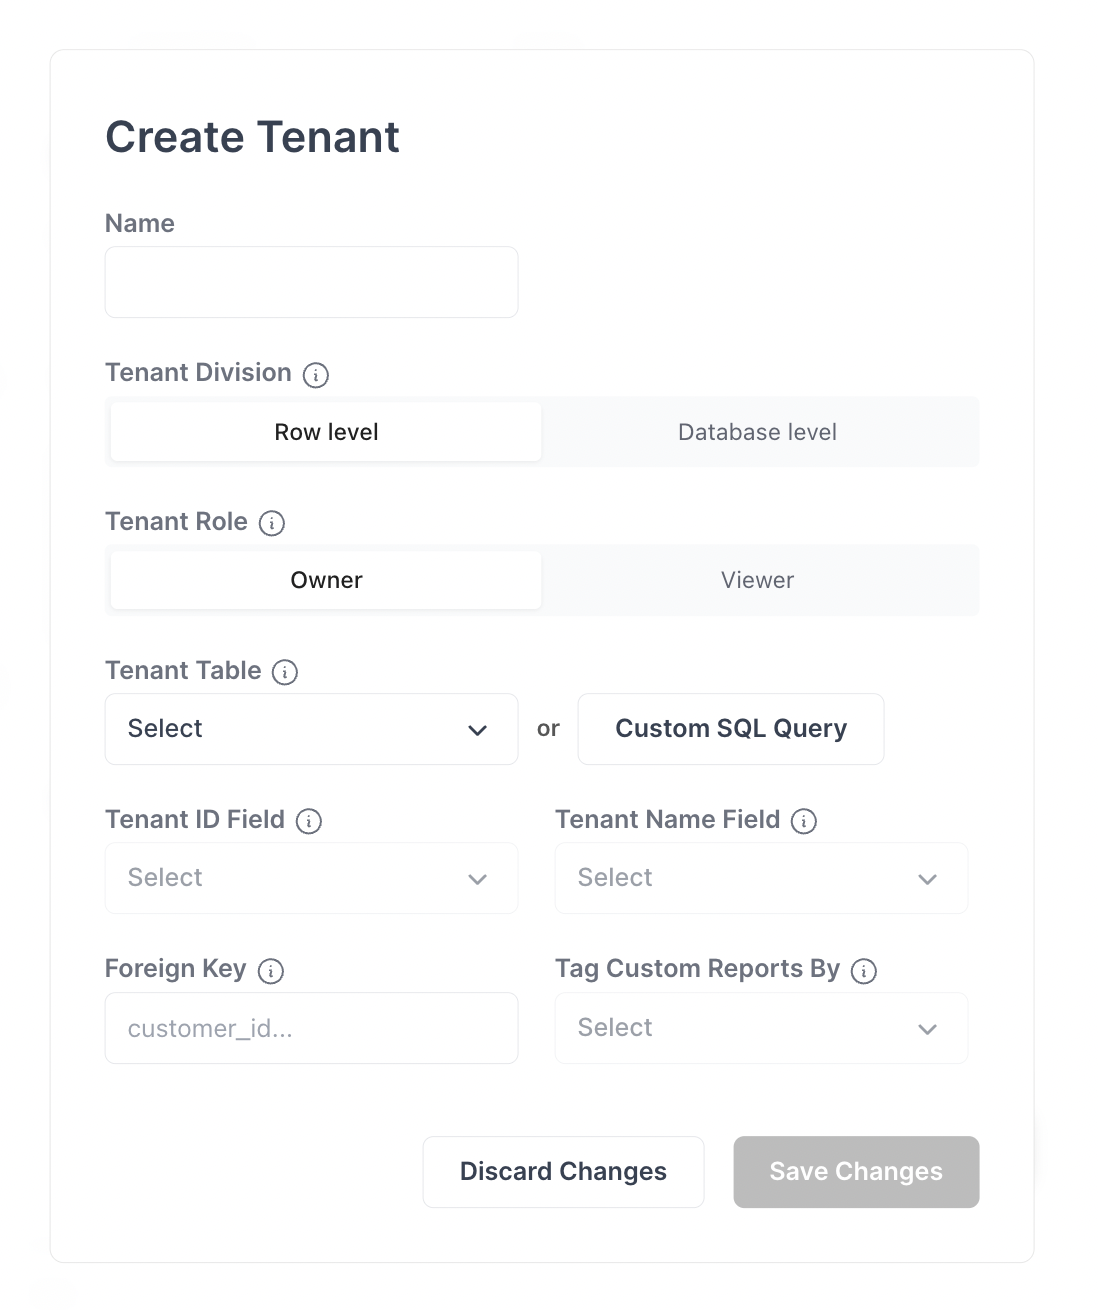 Create Tenant
Name
Tenant Division
Row level Database level
Tenant Role
Owner Viewer
Tenant Table
Select or Custom SQL Query
Tenant ID Field Tenant Name Field
Select Select
Foreign Key Tag Custom Reports By
customer_id... Select
Discard Changes Save Changes